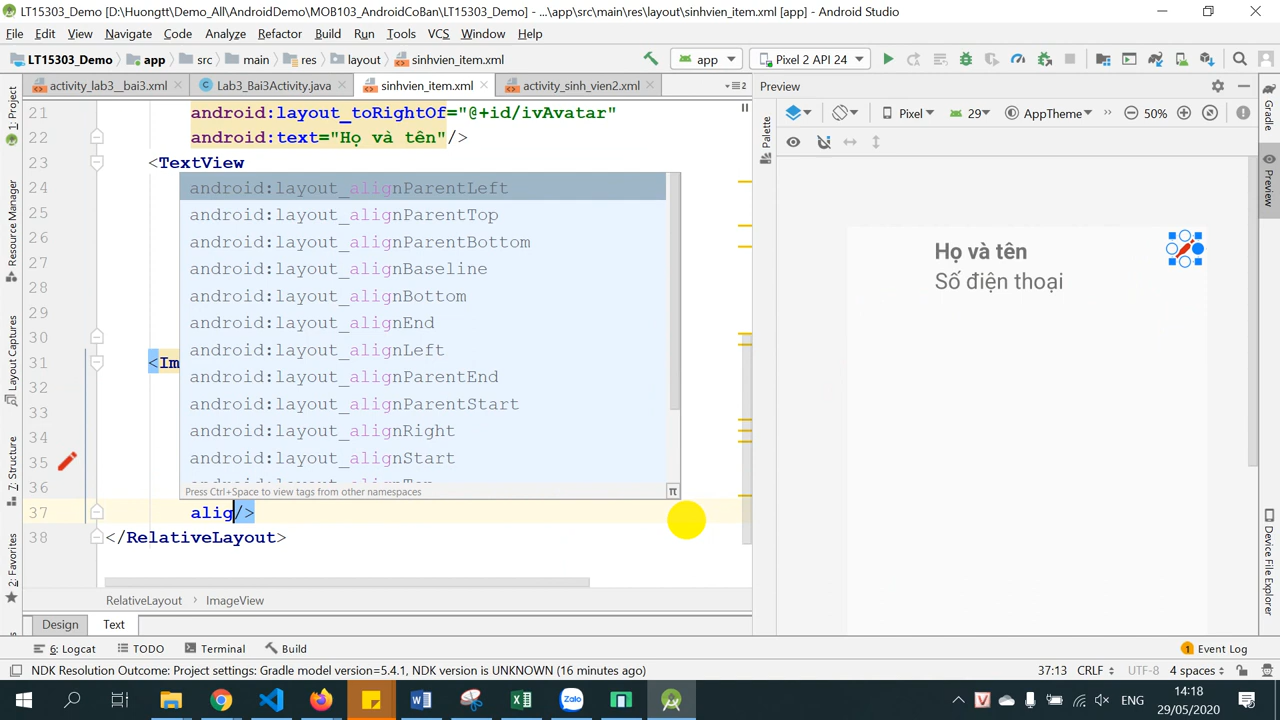 LT15303_Demo [D:\Huongtt\Demo_All\AndroidDemo\MOB103_AndroidCoBan\LT15303_Demo] - ...\app\src\main\res\layout\sinhvien_item.xml [app] - Android Studio
File Edit View Navigate Code Analyze Refactor Build Run Tools VCS Window Help
LT15303_Demo app src main res layout sinhvien_item.xml app Pixel 2 API 24
activity_lab3__bai3.xml Lab3_Bai3Activity.java sinhvien_item.xml activity_sinh_vien2.xml
Preview
Pixel 29 AppTheme » 50%
1: Project
Resource Manager
Layout Captures
7: Structure
2: Favorites
Palette
Gradle
Preview
Device File Explorer
21 android:layout_toRightOf="@+id/ivAvatar"
22 android:text="Họ và tên"/>
23 <TextView
24
25
26
27
28
29
30
31 <Im
32
33
34
35
36
37 alig/>
38 </RelativeLayout>
android:layout_alignParentLeft
android:layout_alignParentTop
android:layout_alignParentBottom
android:layout_alignBaseline
android:layout_alignBottom
android:layout_alignEnd
android:layout_alignLeft
android:layout_alignParentEnd
android:layout_alignParentStart
android:layout_alignRight
android:layout_alignStart
Press Ctrl+Space to view tags from other namespaces π
Họ và tên
Số điện thoại
RelativeLayout › ImageView
Design Text
6: Logcat TODO Terminal Build 1 Event Log
NDK Resolution Outcome: Project settings: Gradle model version=5.4.1, NDK version is UNKNOWN (16 minutes ago) 37:13 CRLF UTF-8 4 spaces
ENG 14:18
29/05/2020